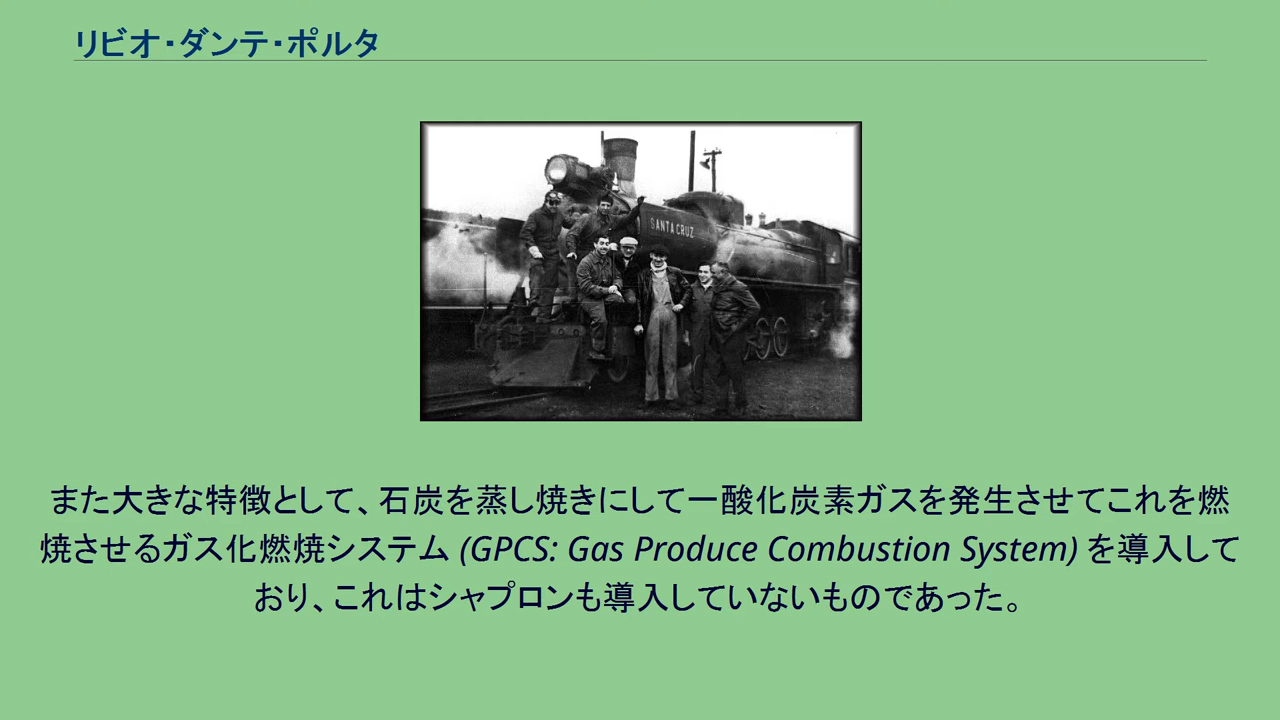 リビオ・ダンテ・ポルタ
SANTA CRUZ
また大きな特徴として、石炭を蒸し焼きにして一酸化炭素ガスを発生させてこれを燃
焼させるガス化燃焼システム (GPCS: Gas Produce Combustion System) を導入して
おり、これはシャプロンも導入していないものであった。